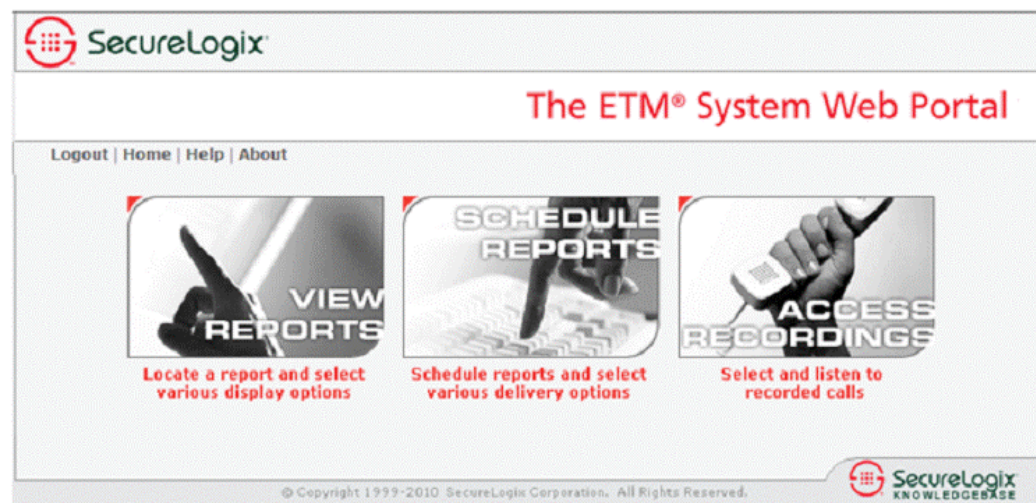 SecureLogix
The ETM® System Web Portal
Logout | Home | Help | About
VIEW
REPORTS
Locate a report and select
various display options
SCHEDULE
REPORTS
Schedule reports and select
various delivery options
ACCESS
RECORDINGS
Select and listen to
recorded calls
© Copyright 1999-2010 SecureLogix Corporation. All Rights Reserved.
SecureLogix
KNOWLEDGEBASE